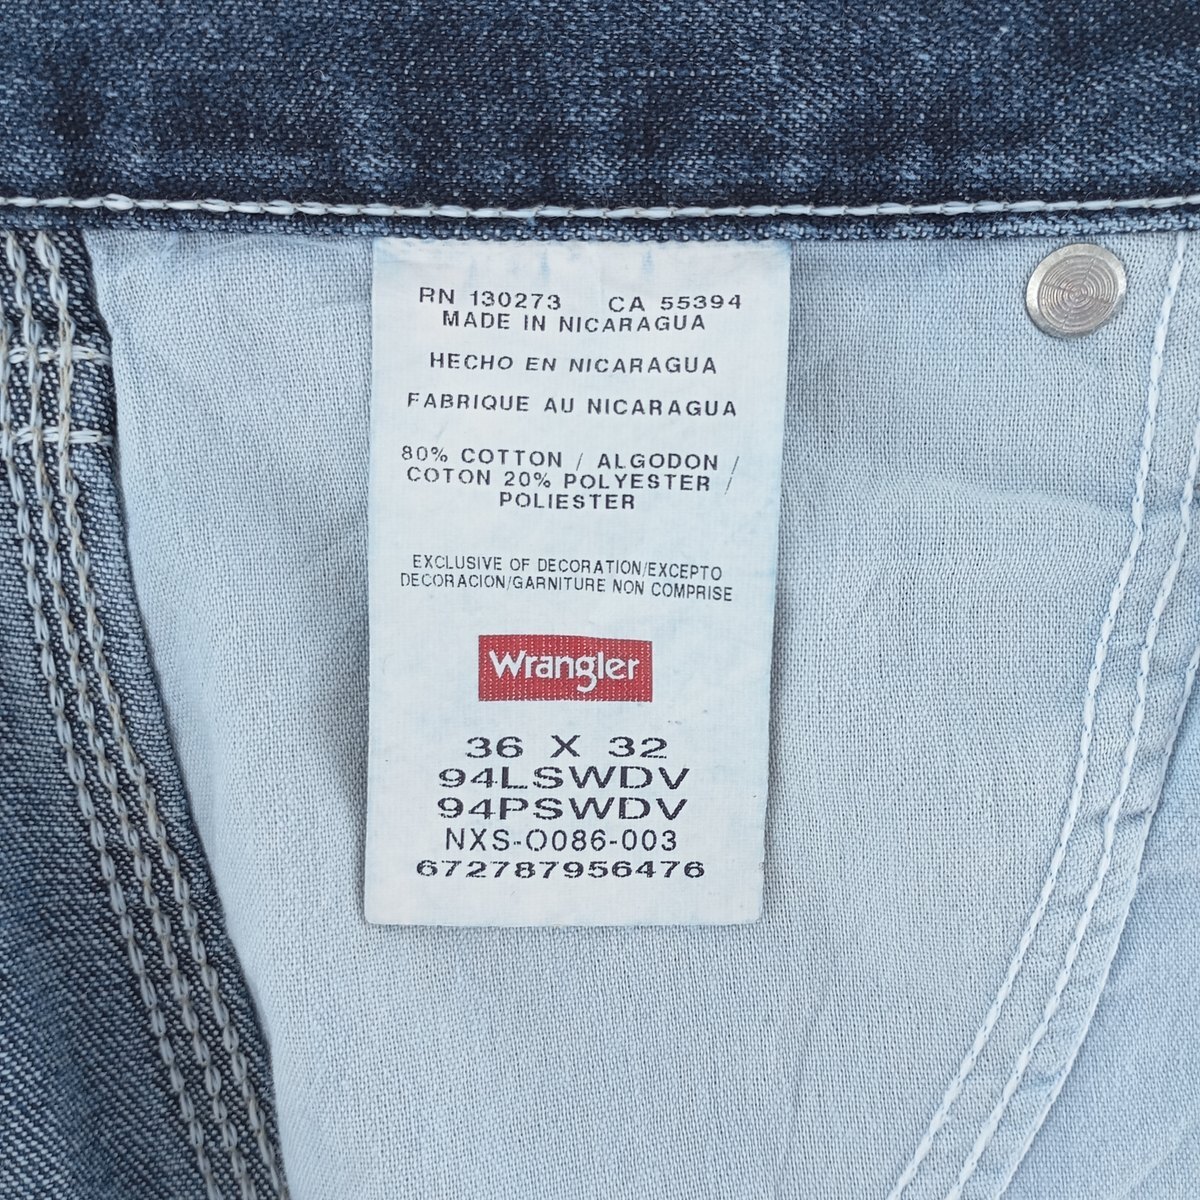 RN 130273 CA 55394
MADE IN NICARAGUA
HECHO EN NICARAGUA
FABRIQUE AU NICARAGUA
80% COTTON / ALGODON /
COTON 20% POLYESTER /
POLIESTER
EXCLUSIVE OF DECORATION/EXCEPTO
DECORACION/GARNITURE NON COMPRISE
Wrangler
36 X 32
94LSWDV
94PSWDV
NXS-O086-003
672787956476